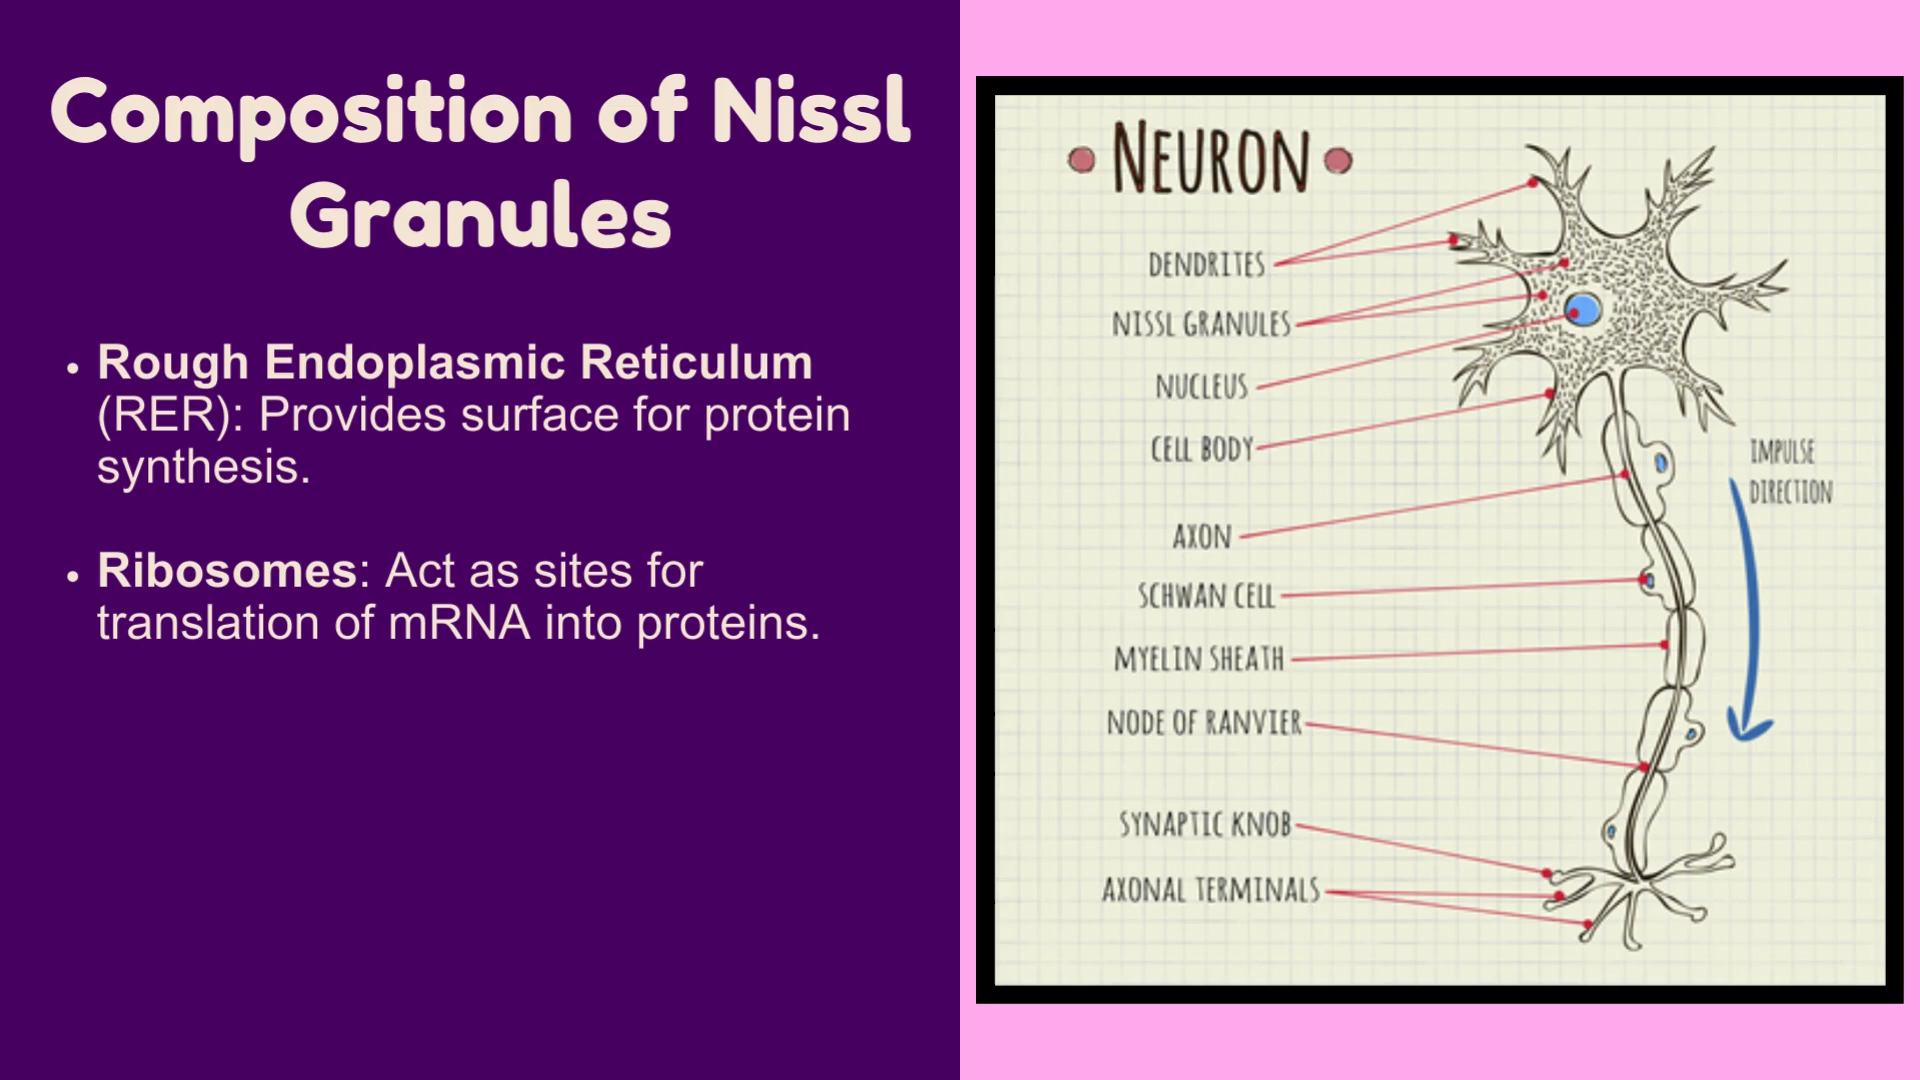 Composition of Nissl
Granules
• Rough Endoplasmic Reticulum
(RER): Provides surface for protein
synthesis.
• Ribosomes: Act as sites for
translation of mRNA into proteins.
NEURON
DENDRITES
NISSL GRANULES
NUCLEUS
CELL BODY
IMPULSE
DIRECTION
AXON
SCHWAN CELL
MYELIN SHEATH
NODE OF RANVIER
SYNAPTIC KNOB
AXONAL TERMINALS